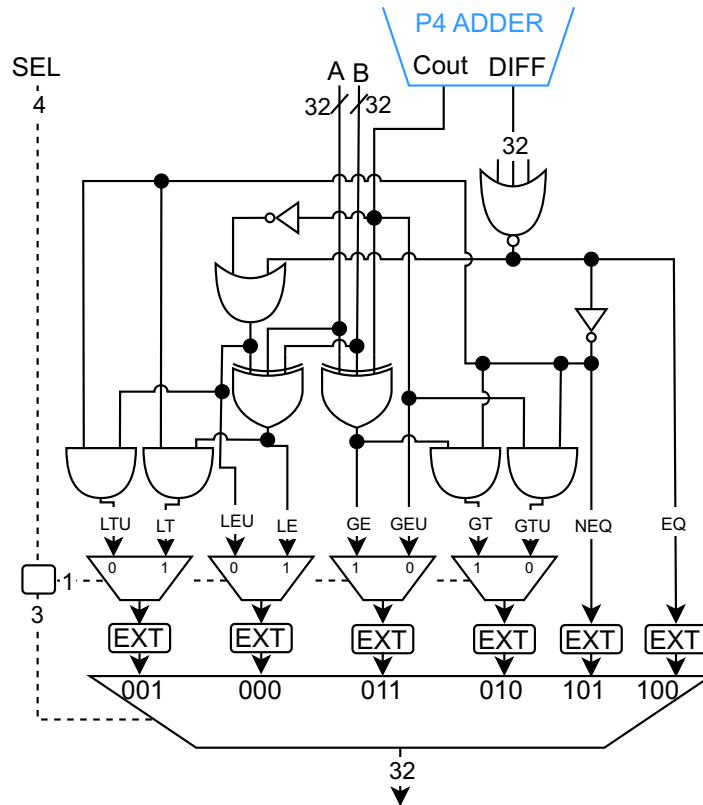 P4 ADDER
SEL
A B
Cout DIFF
4
32 32
32
LTU LT LEU LE GE GEU GT GTU NEQ EQ
0 1 0 1 1 0 1 0
1
3
EXT EXT EXT EXT EXT EXT
001 000 011 010 101 100
32